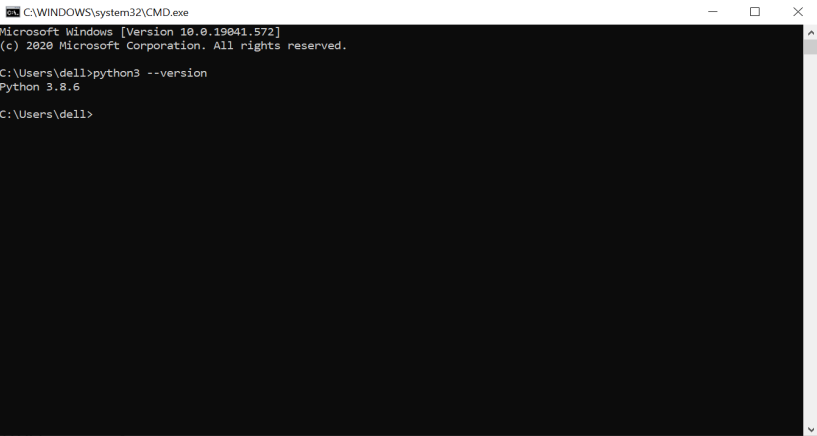 C:\WINDOWS\system32\CMD.exe
Microsoft Windows [Version 10.0.19041.572]
(c) 2020 Microsoft Corporation. All rights reserved.
C:\Users\dell>python3 --version
Python 3.8.6
C:\Users\dell>